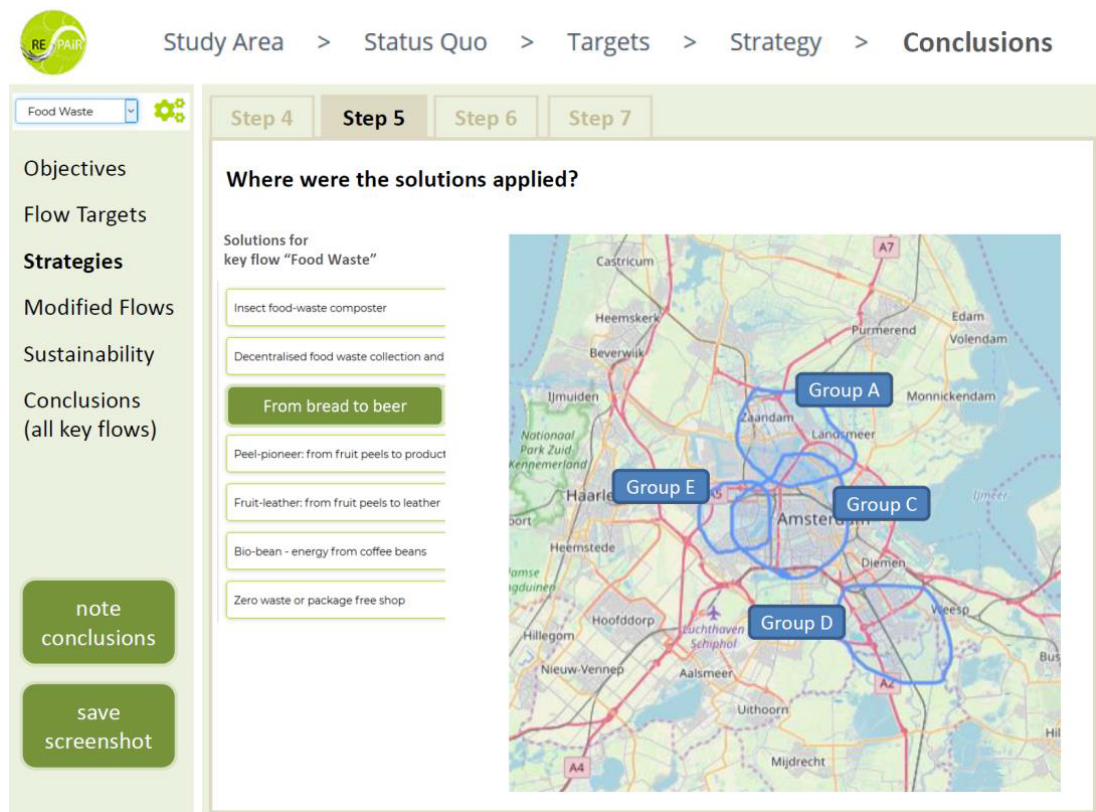 REPAiR
Study Area > Status Quo > Targets > Strategy > Conclusions
Food Waste
Objectives
Flow Targets
Strategies
Modified Flows
Sustainability
Conclusions
(all key flows)
note
conclusions
save
screenshot
Step 4
Step 5
Step 6
Step 7
Where were the solutions applied?
Solutions for
key flow “Food Waste”
Insect food-waste composter
Decentralised food waste collection and
From bread to beer
Peel-pioneer: from fruit peels to product
Fruit-leather: from fruit peels to leather
Bio-bean - energy from coffee beans
Zero waste or package free shop
A7
Castricum
Heemskerk
Edam
Volendam
Purmerend
Beverwijk
Group A
IJmuiden
Monnickendam
Zaandam
Landsmeer
Nationaal
Park Zuid
Kennemerland
Group E
Haarle
Group C
IJmeer
Amsterdam
oort
Heemstede
Diemen
Weesp
Hoofddorp
Group D
Luchthaven
Schiphol
Hillegom
Nieuw-Vennep
Aalsmeer
A2
Bus
Uithoorn
Hil
Mijdrecht
A4